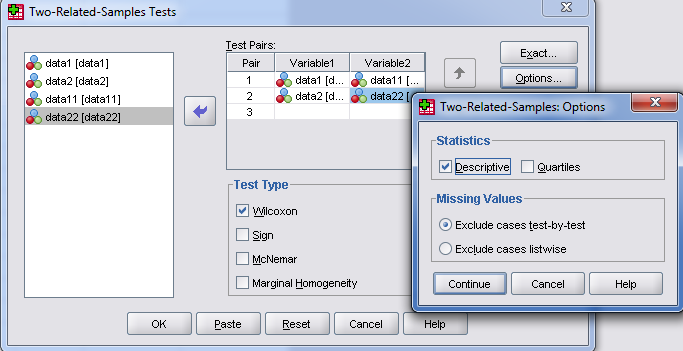 Two-Related-Samples Tests
data1 [data1]
data2 [data2]
data11 [data11]
data22 [data22]
Test Pairs:
Pair Variable1 Variable2
1 data1 [d... data11 [...
2 data2 [d... data22 [
3
Exact...
Options...
Test Type
Wilcoxon
Sign
McNemar
Marginal Homogeneity
OK Paste Reset Cancel Help
Two-Related-Samples: Options
Statistics
Descriptive Quartiles
Missing Values
Exclude cases test-by-test
Exclude cases listwise
Continue Cancel Help